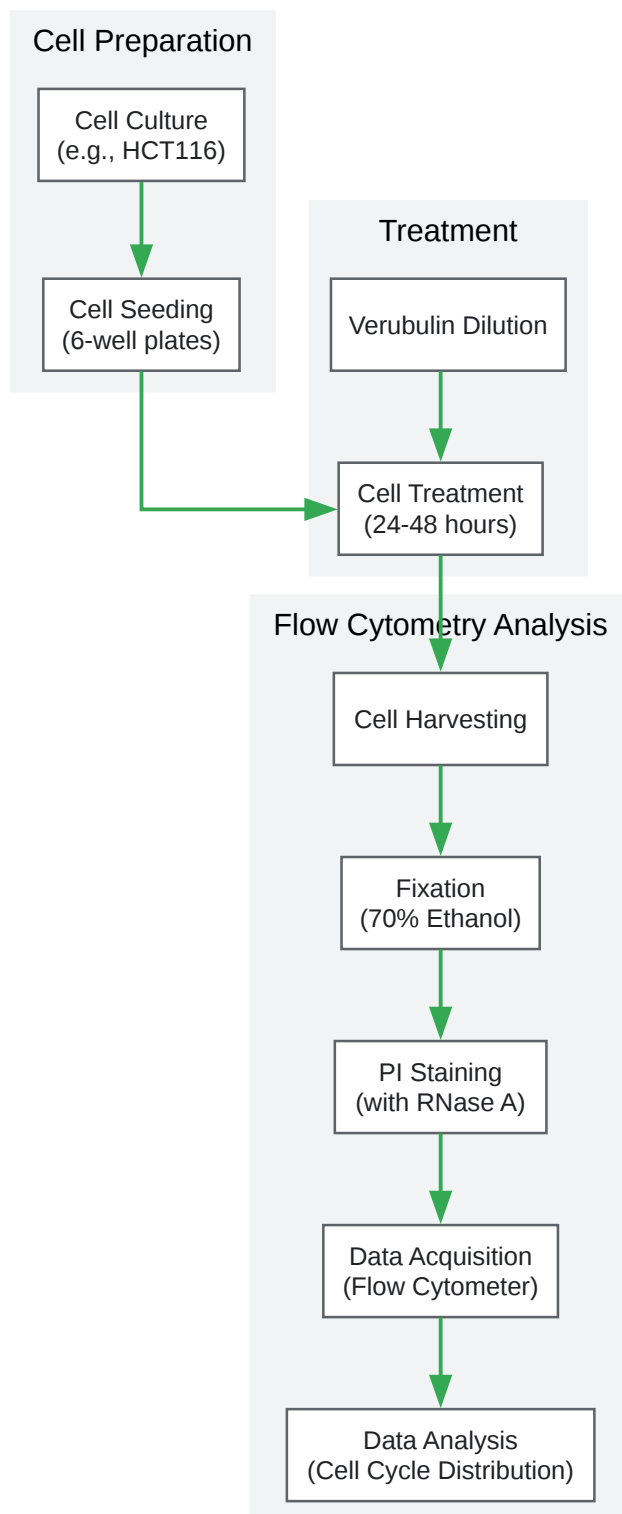 Cell Preparation
Cell Culture
(e.g., HCT116)
Cell Seeding
(6-well plates)
Treatment
Verubulin Dilution
Cell Treatment
(24-48 hours)
Flow Cytometry Analysis
Cell Harvesting
Fixation
(70% Ethanol)
PI Staining
(with RNase A)
Data Acquisition
(Flow Cytometer)
Data Analysis
(Cell Cycle Distribution)